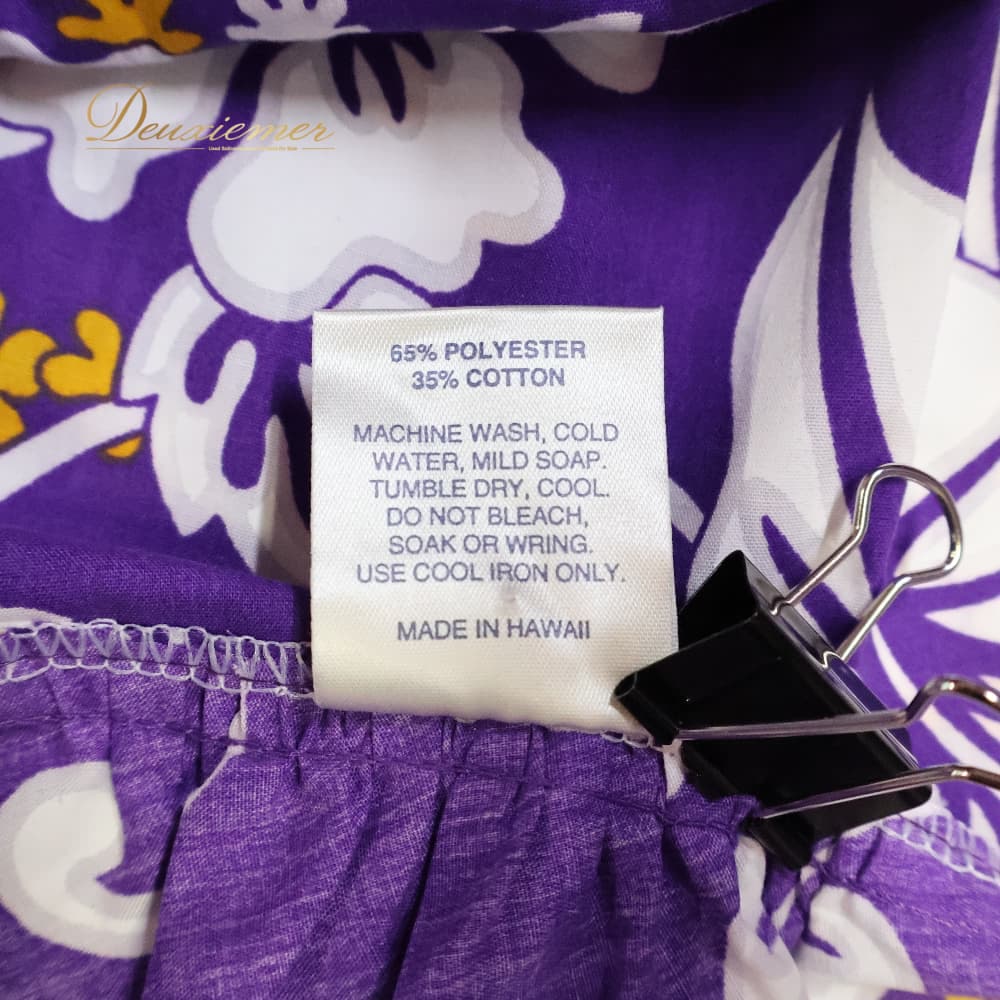 Deuxiemer
65% POLYESTER
35% COTTON
MACHINE WASH, COLD
WATER, MILD SOAP.
TUMBLE DRY, COOL.
DO NOT BLEACH,
SOAK OR WRING.
USE COOL IRON ONLY.
MADE IN HAWAII